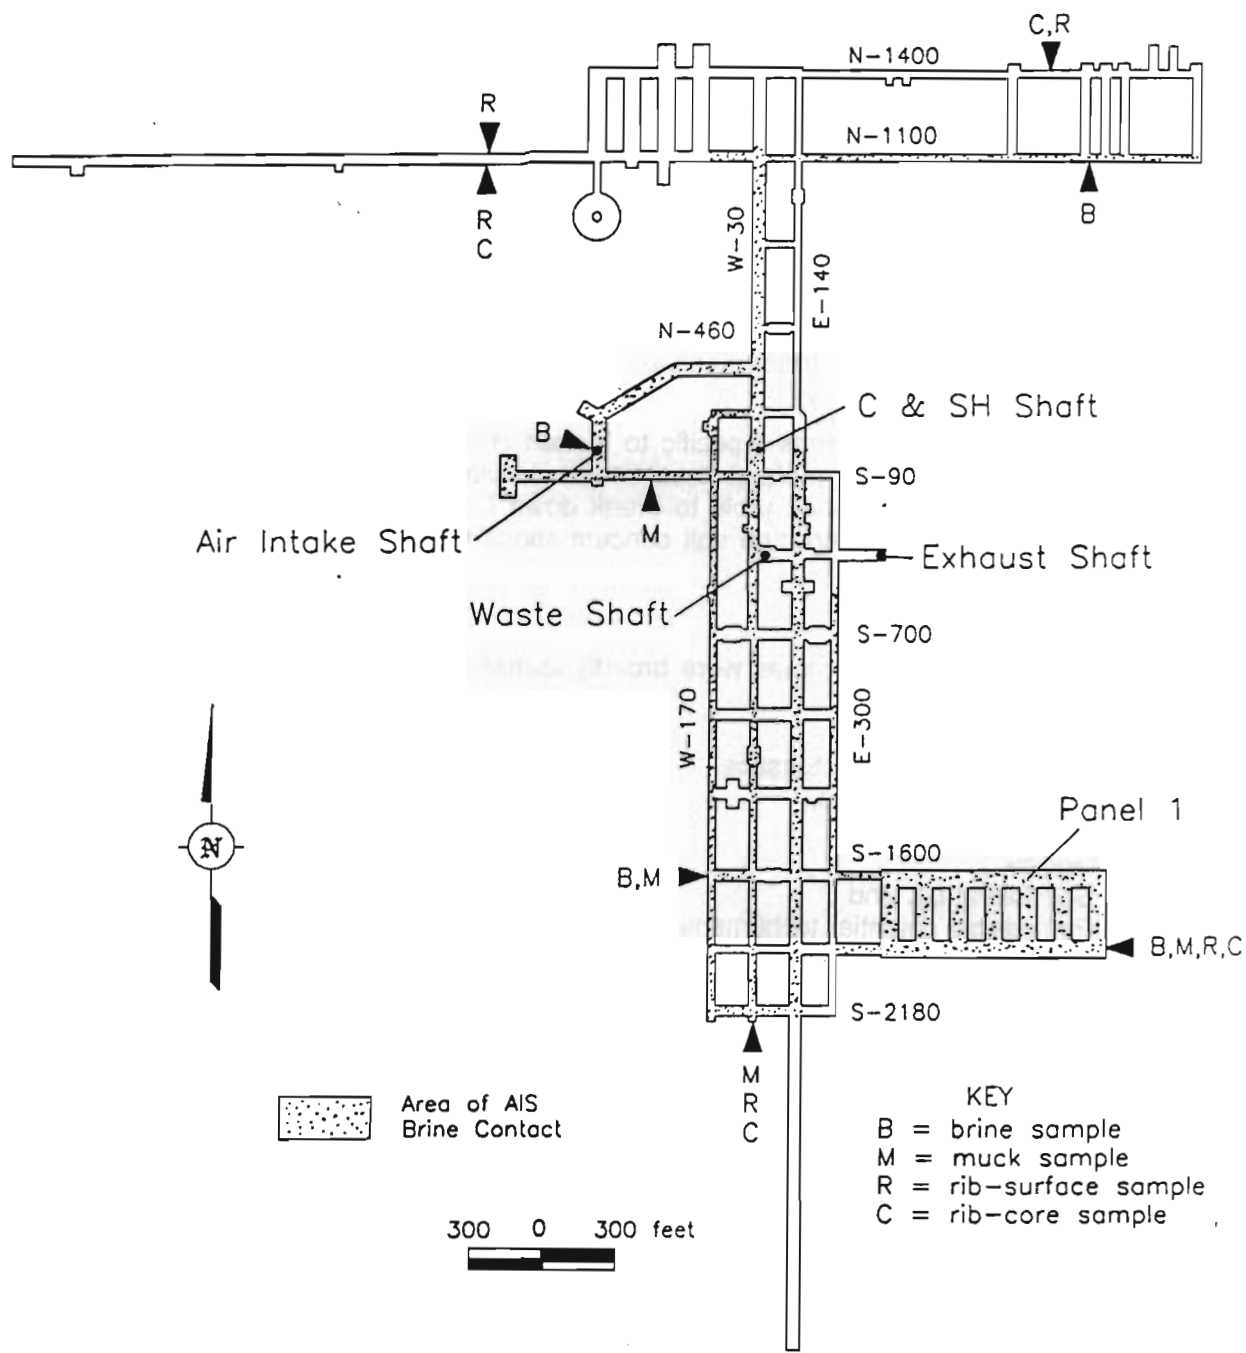 C,R
N-1400
R
N-1100
R
C
B
W-30
E-140
N-460
C & SH Shaft
B
S-90
M
Air Intake Shaft
Exhaust Shaft
Waste Shaft
S-700
W-170
E-300
Panel 1
S-1600
B,M
B,M,R,C
N
S-2180
M
R
C
Area of AIS
Brine Contact
KEY
B = brine sample
M = muck sample
R = rib-surface sample
C = rib-core sample
300 0 300 feet